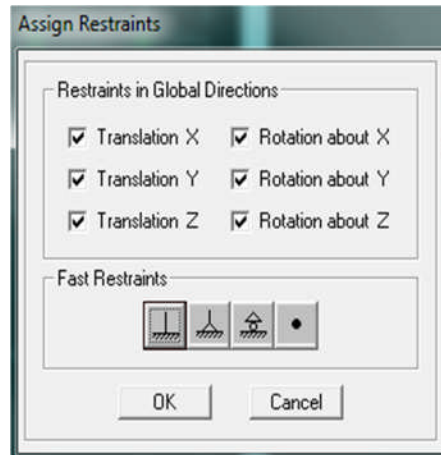 Assign Restraints
Restraints in Global Directions
Translation X Rotation about X
Translation Y Rotation about Y
Translation Z Rotation about Z
Fast Restraints
OK Cancel